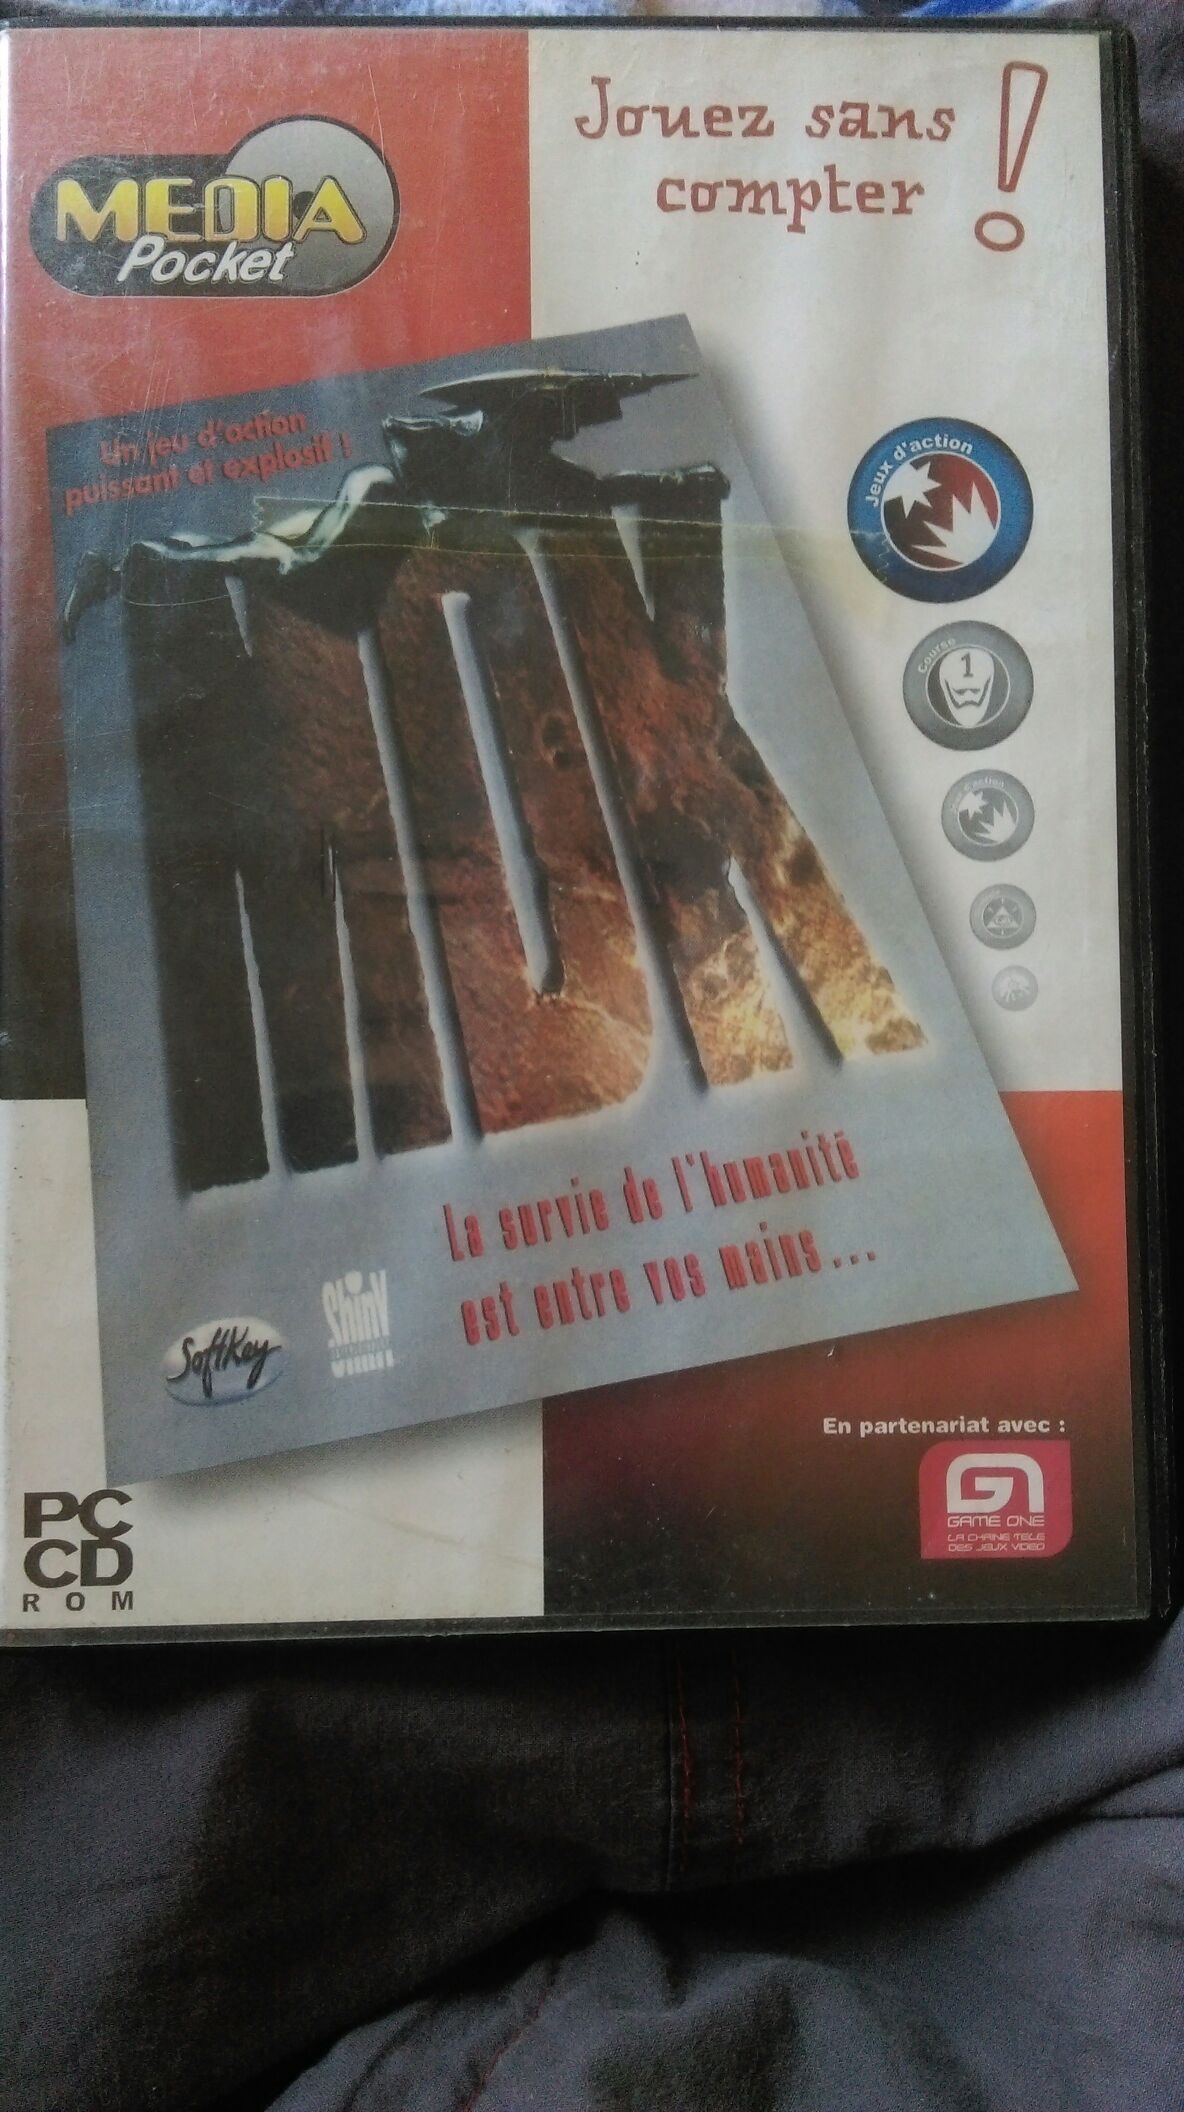 MEDIA
Pocket
Jouez sans
compter !
Un jeu d'action
puissant et explosif !
MDK
Jeux d'action
Course
1
La survie de l'humanité
est entre vos mains...
SoftKey
Shiny
En partenariat avec :
GAME ONE
LA CHAINE TELE
DES JEUX VIDEO
PC
CD
ROM